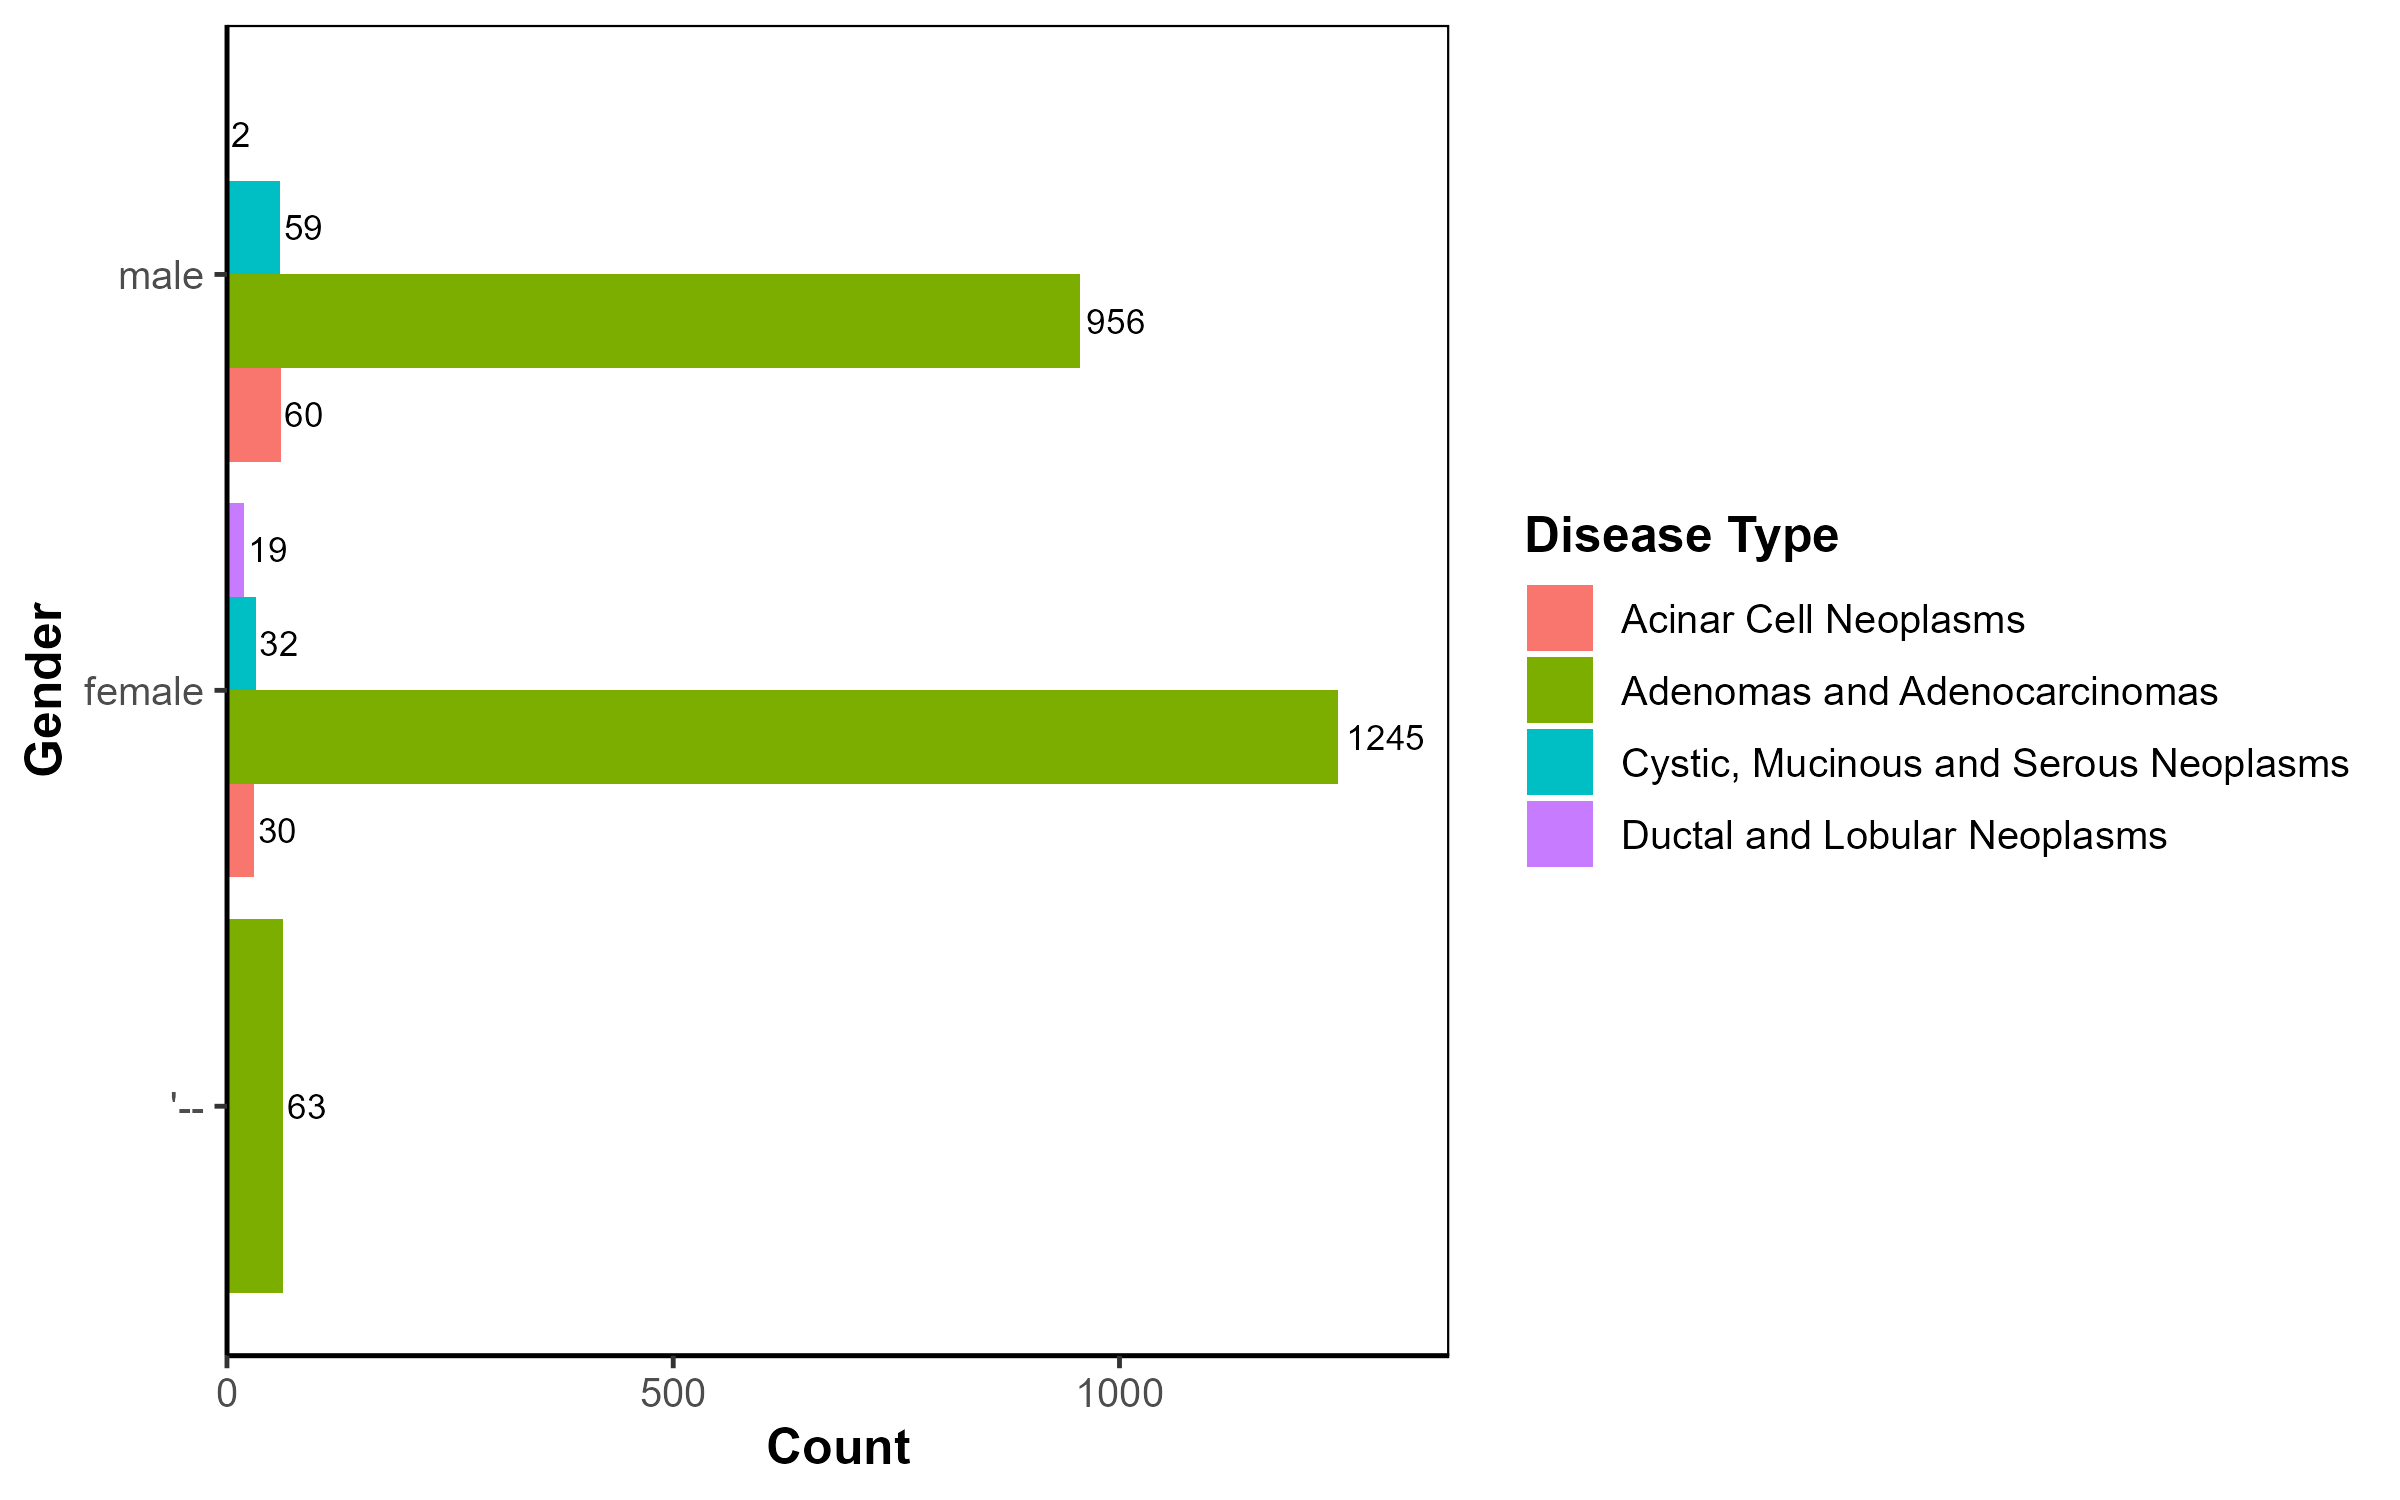 2
59
male
956
60
19
32
female
1245
30
'--
63
Gender
0 500 1000
Count
Disease Type
Acinar Cell Neoplasms
Adenomas and Adenocarcinomas
Cystic, Mucinous and Serous Neoplasms
Ductal and Lobular Neoplasms